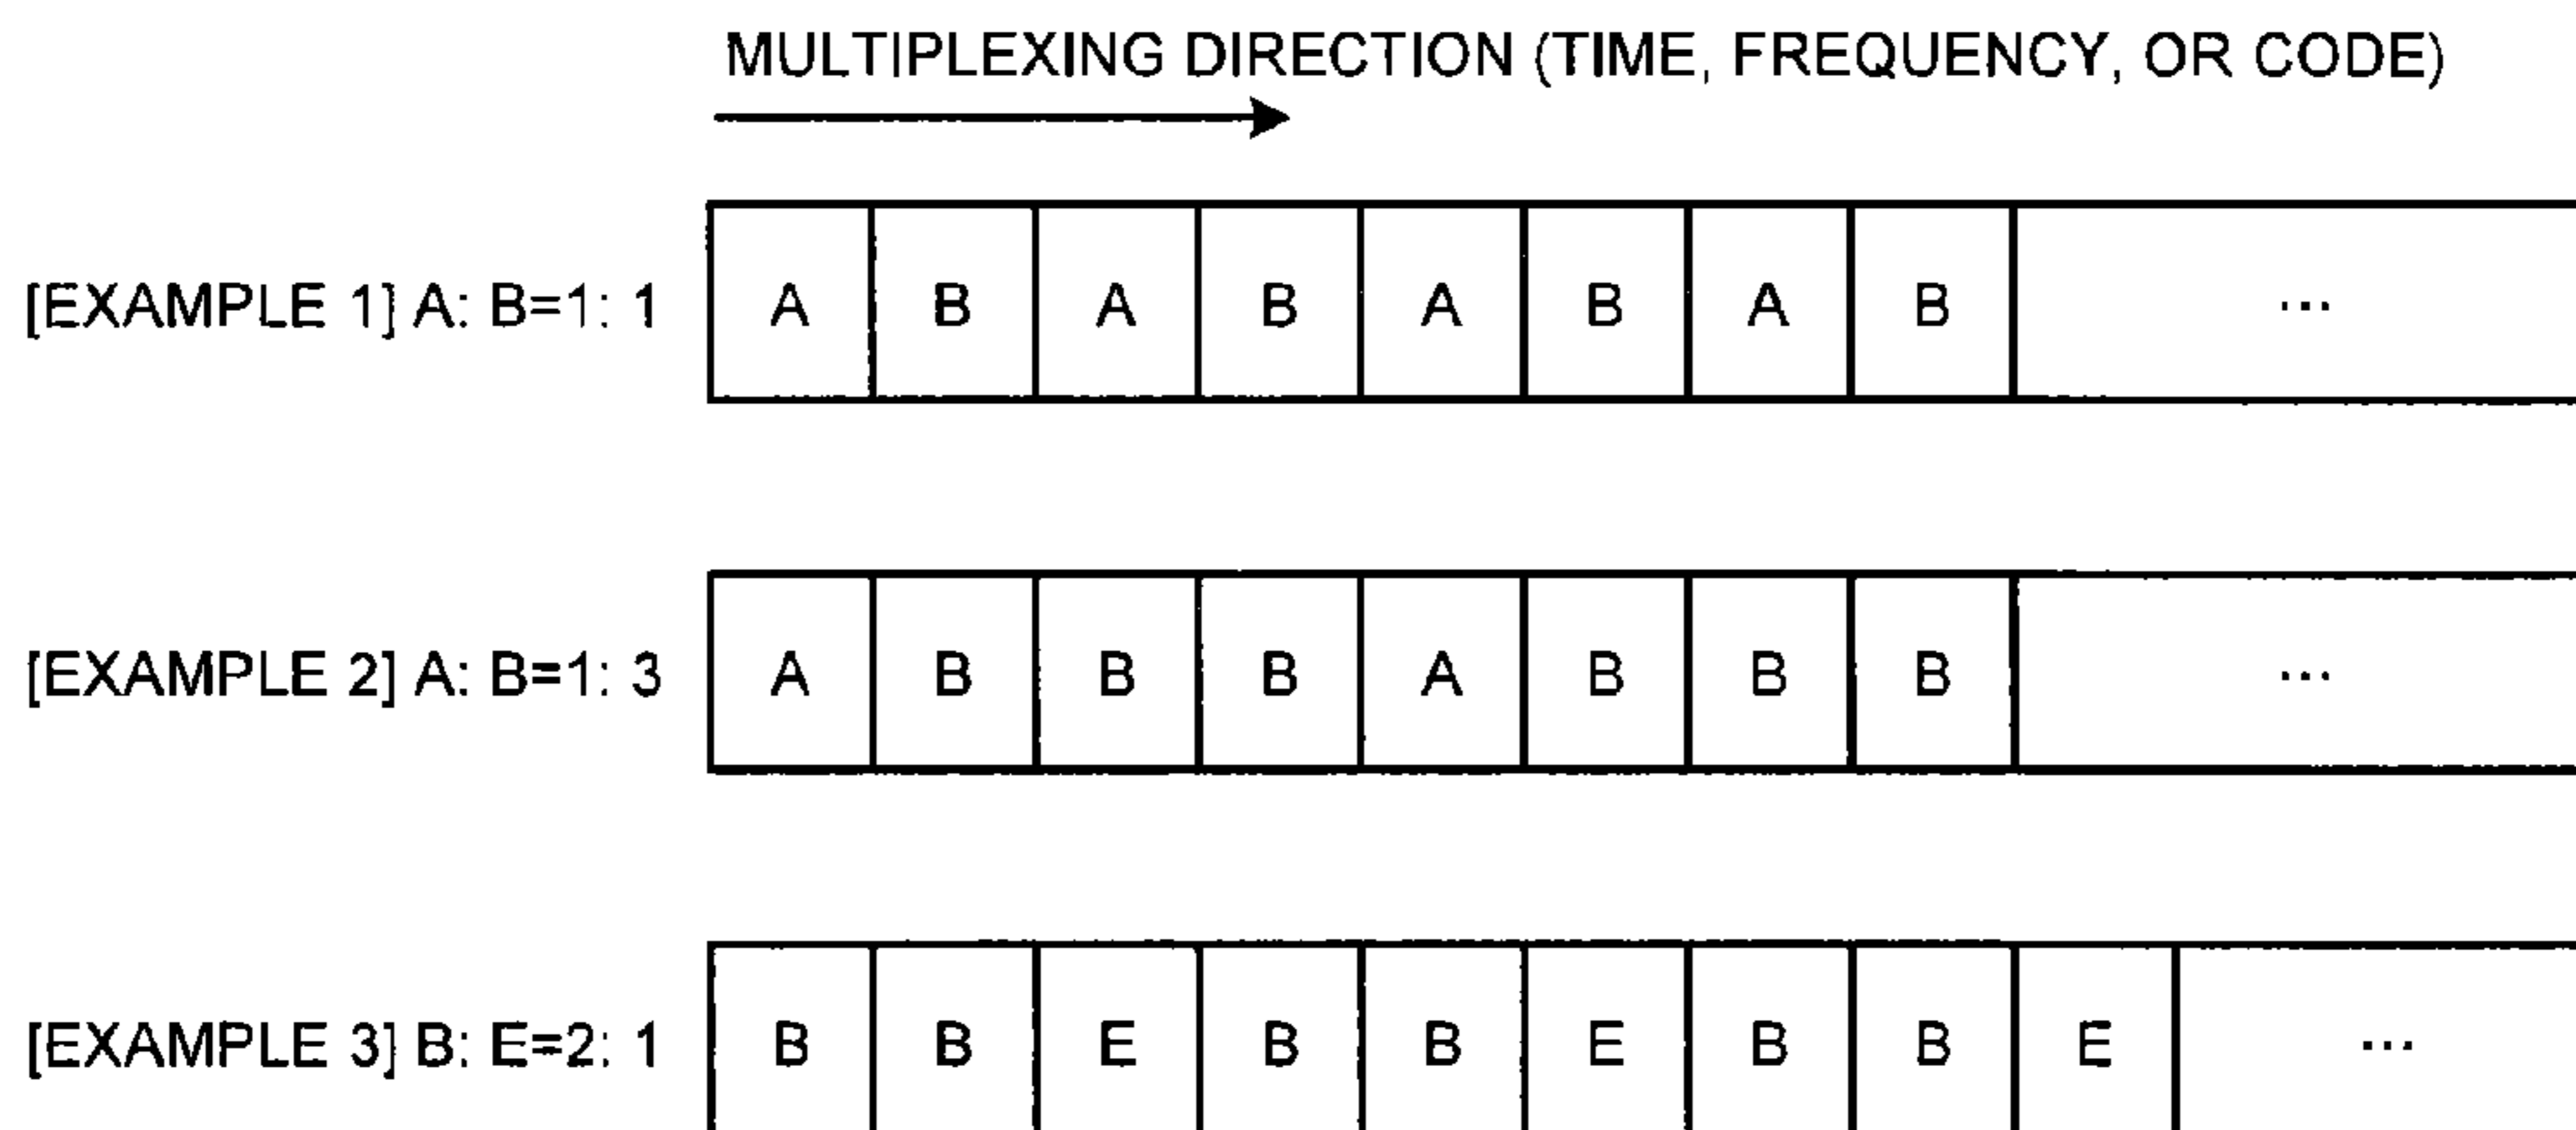 MULTIPLEXING DIRECTION (TIME, FREQUENCY, OR CODE)
[EXAMPLE 1] A: B=1: 1 A B A B A B A B ...
[EXAMPLE 2] A: B=1: 3 A B B B A B B B ...
[EXAMPLE 3] B: E=2: 1 B B E B B E B B E ...